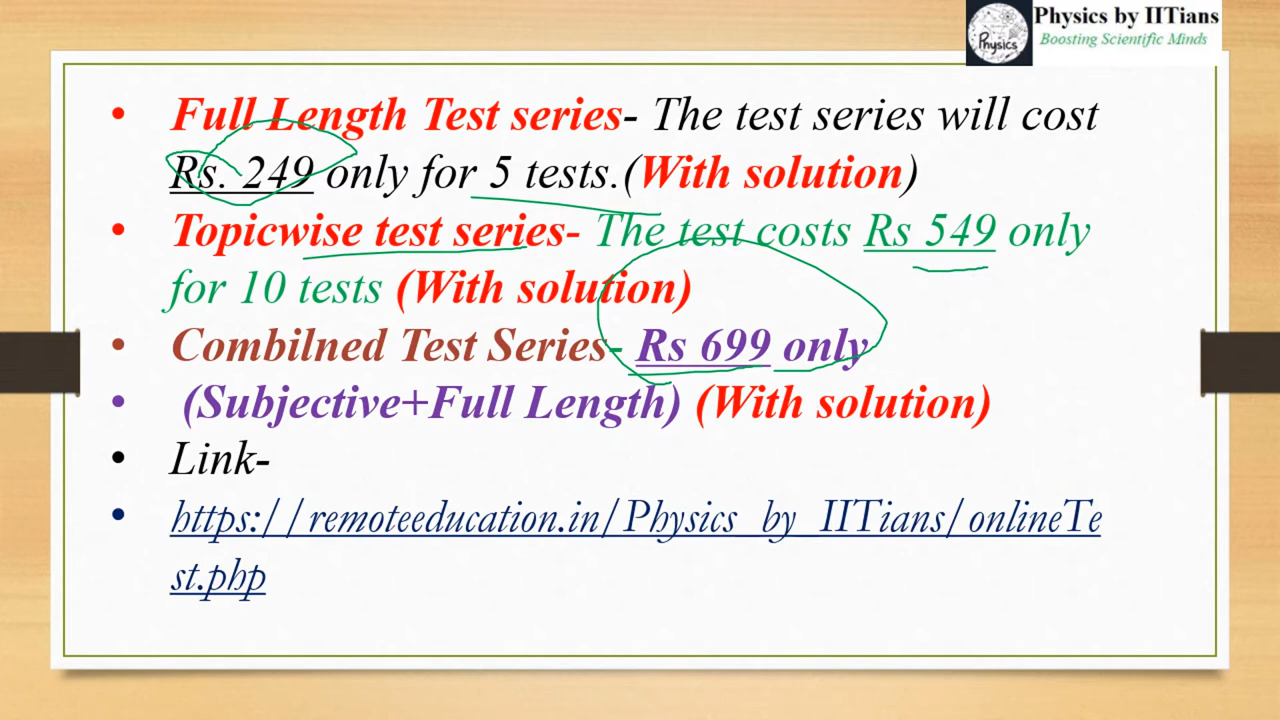 Physics by IITians
Physics
Boosting Scientific Minds
• Full Length Test series- The test series will cost
Rs. 249 only for 5 tests.(With solution)
• Topicwise test series- The test costs Rs 549 only
for 10 tests (With solution)
• Combilned Test Series- Rs 699 only
• (Subjective+Full Length) (With solution)
• Link-
• https://remoteeducation.in/Physics_by_IITians/onlineTe
st.php